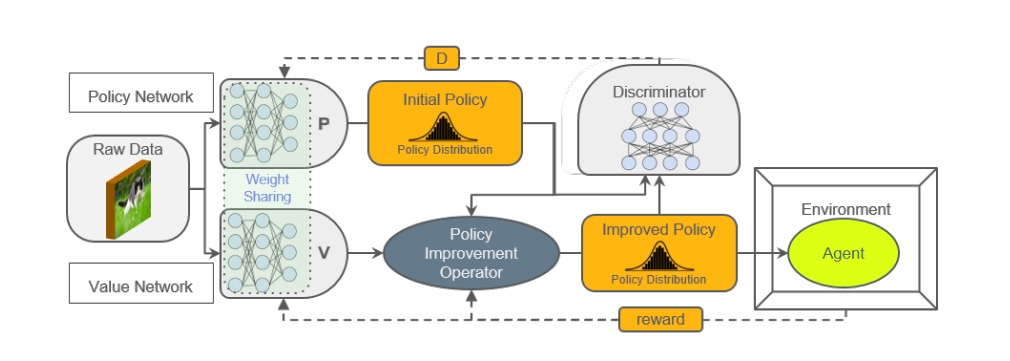 D
Policy Network
P
Initial Policy
Policy Distribution
Discriminator
Raw Data
Weight
Sharing
Value Network
V
Policy
Improvement
Operator
Improved Policy
Policy Distribution
Environment
Agent
reward